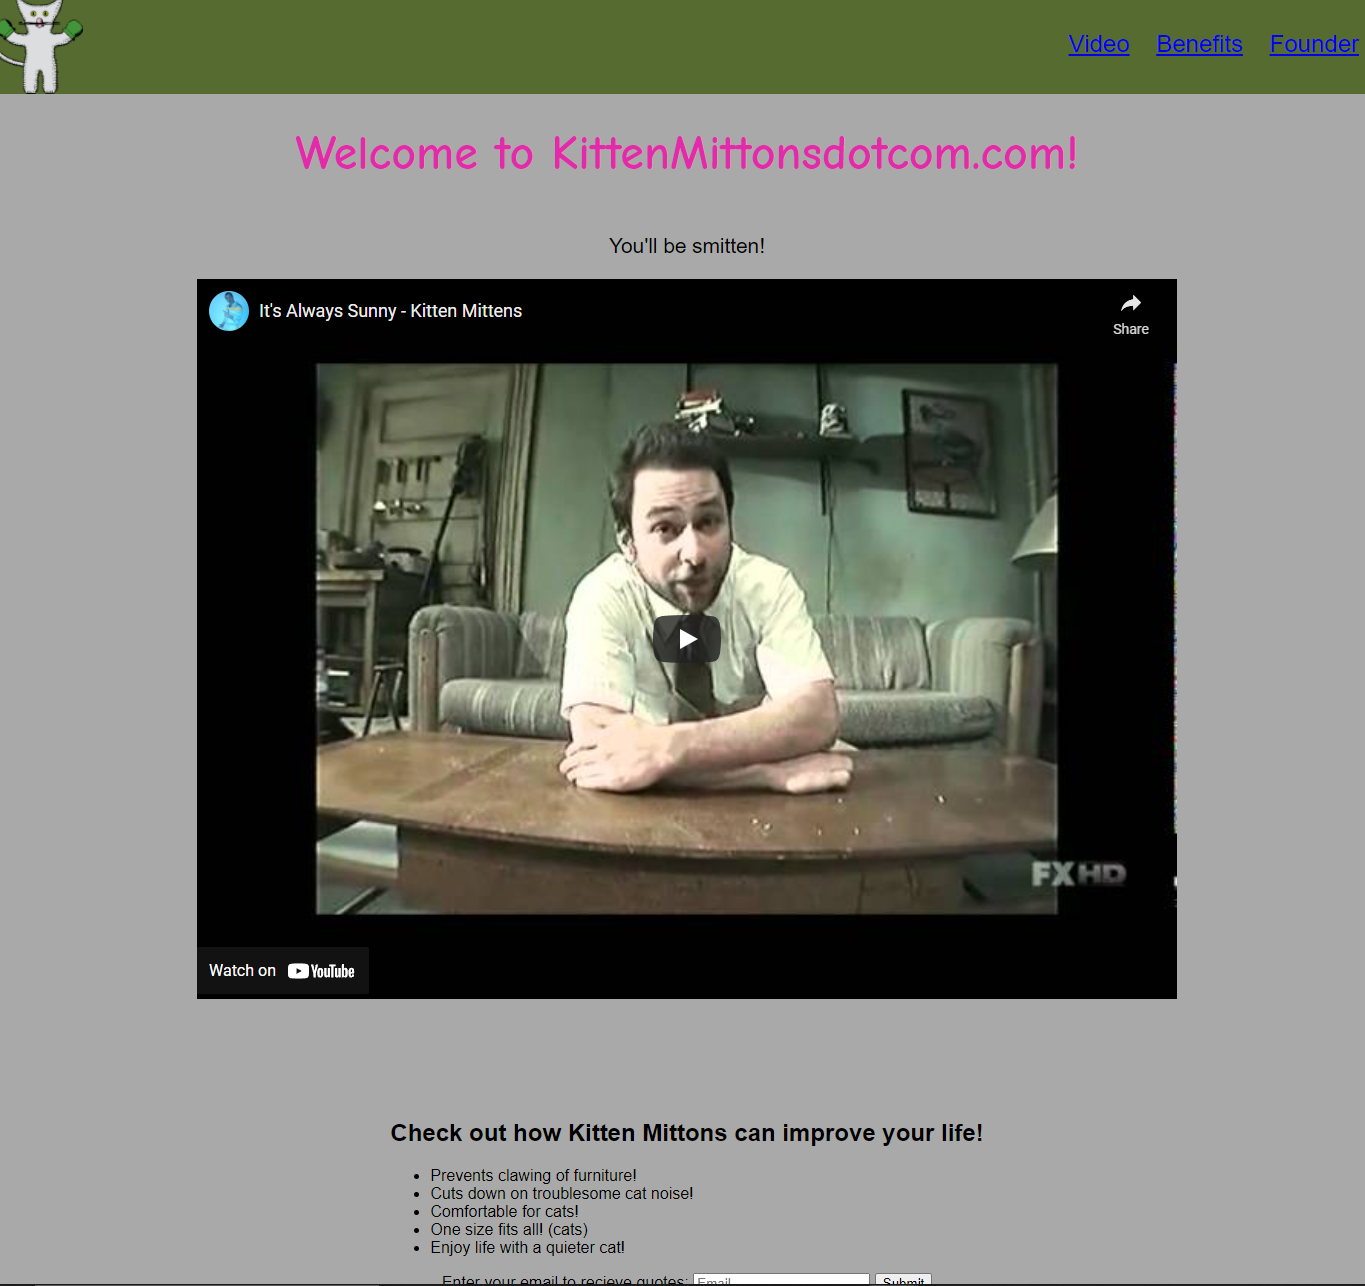 Video Benefits Founder
Welcome to KittenMittonsdotcom.com!
You'll be smitten!
It's Always Sunny - Kitten Mittens
Share
FXHD
Watch on YouTube
Check out how Kitten Mittons can improve your life!
Prevents clawing of furniture!
Cuts down on troublesome cat noise!
Comfortable for cats!
One size fits all! (cats)
Enjoy life with a quieter cat!
Enter your email to recieve quotes: Email Submit